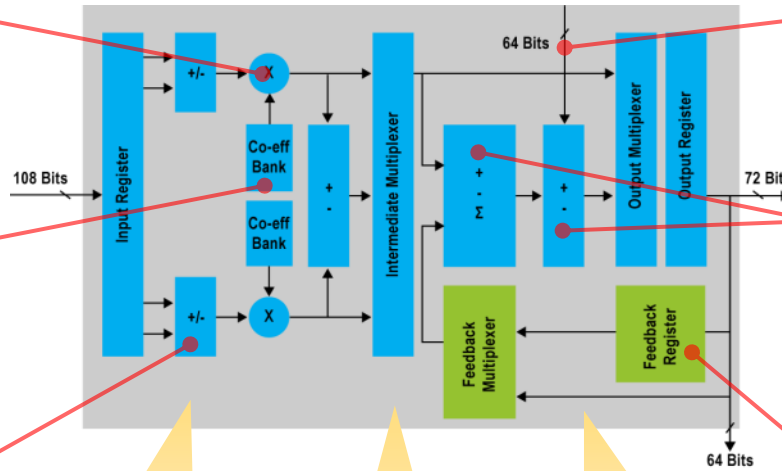 64 Bits
108 Bits
Input Register
+/-
X
Co-eff
Bank
Co-eff
Bank
+
-
+/-
X
Intermediate Multiplexer
+
-
Σ
+
-
Output Multiplexer
Output Register
72 Bit
Feedback
Multiplexer
Feedback
Register
64 Bits